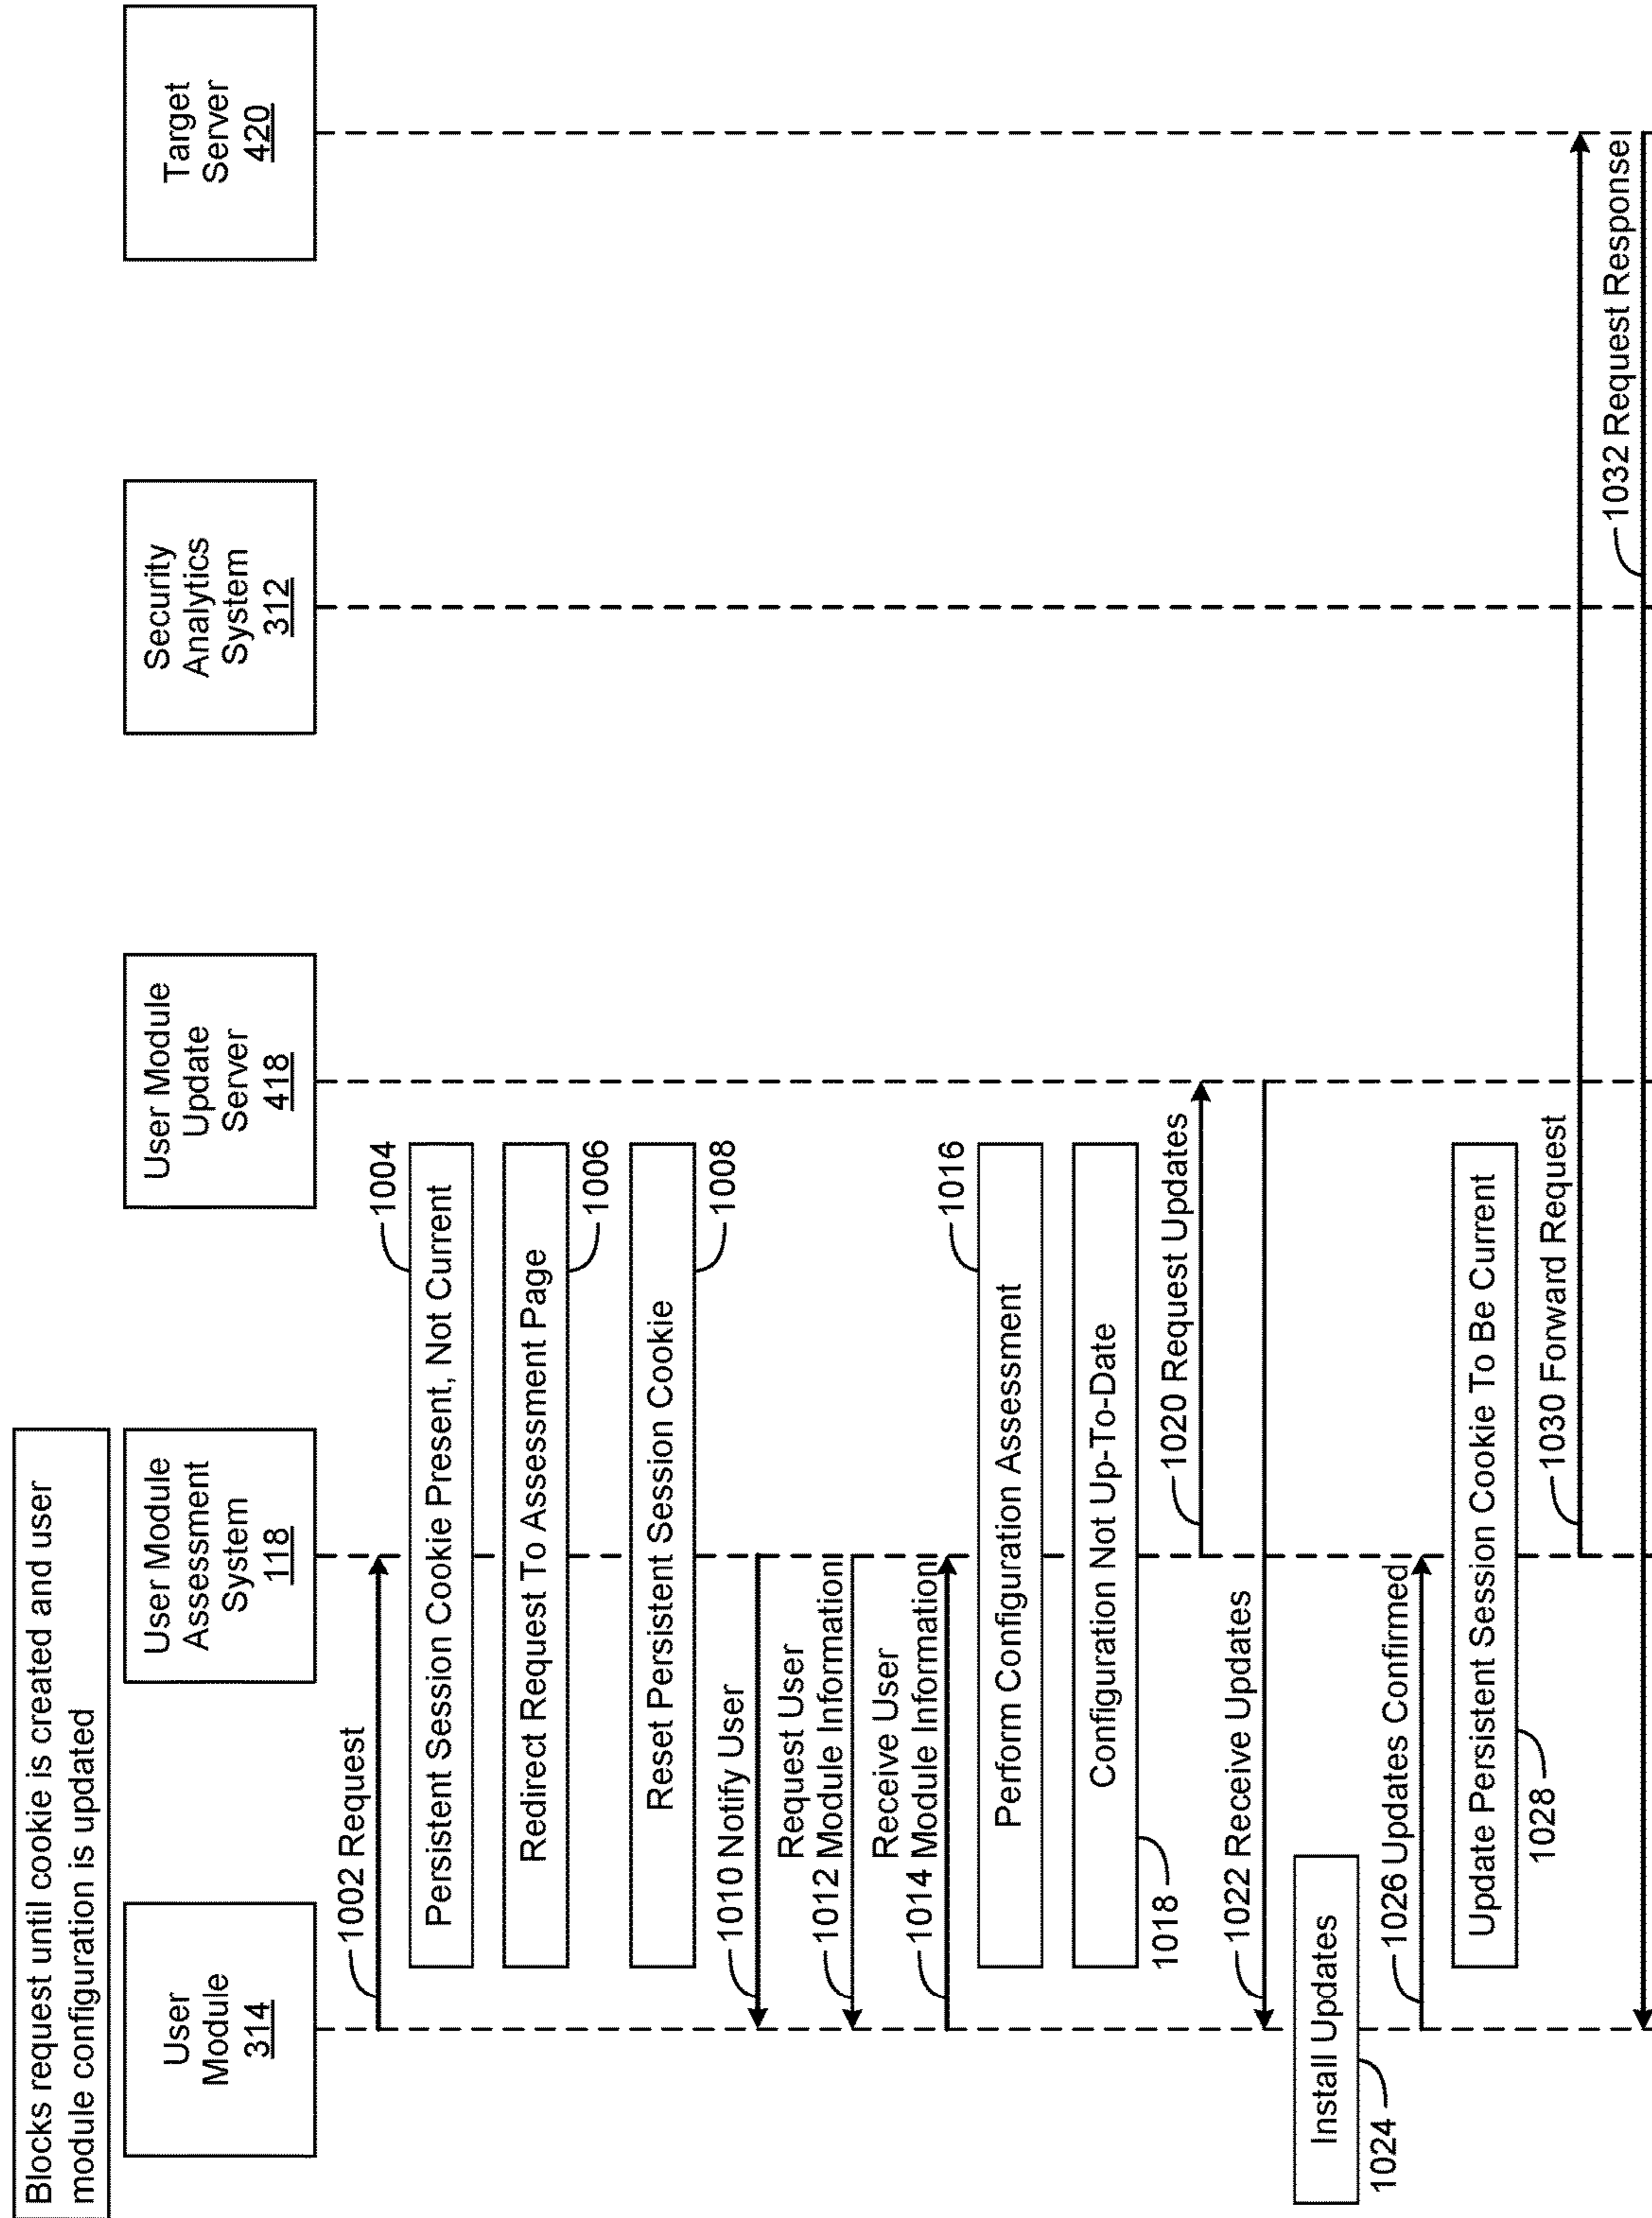 Blocks request until cookie is created and user
module configuration is updated
User
Module
314
User Module
Assessment
System
118
User Module
Update
Server
418
Security
Analytics
System
312
Target
Server
420
1002 Request
1004
Persistent Session Cookie Present, Not Current
Redirect Request To Assessment Page
1006
Reset Persistent Session Cookie
1008
1010 Notify User
Request User
1012 Module Information
Receive User
1014 Module Information
1016
Perform Configuration Assessment
Configuration Not Up-To-Date
1018
1020 Request Updates
1022 Receive Updates
Install Updates
1024
1026 Updates Confirmed
Update Persistent Session Cookie To Be Current
1028
1030 Forward Request
1032 Request Response